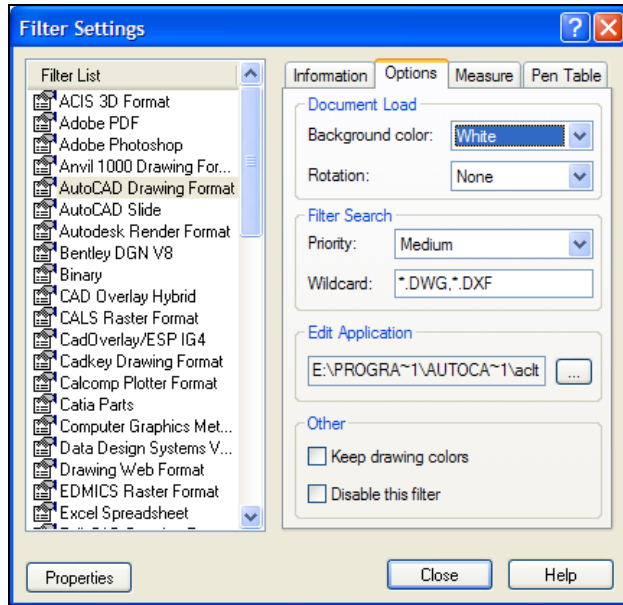 Filter Settings
Filter List
ACIS 3D Format
Adobe PDF
Adobe Photoshop
Anvil 1000 Drawing For...
AutoCAD Drawing Format
AutoCAD Slide
Autodesk Render Format
Bentley DGN V8
Binary
CAD Overlay Hybrid
CALS Raster Format
CadOverlay/ESP IG4
Cadkey Drawing Format
Calcomp Plotter Format
Catia Parts
Computer Graphics Met...
Data Design Systems V...
Drawing Web Format
EDMICS Raster Format
Excel Spreadsheet
Information Options Measure Pen Table
Document Load
Background color: White
Rotation: None
Filter Search
Priority: Medium
Wildcard: *.DWG,*.DXF
Edit Application
E:\PROGRA~1\AUTOCA~1\aclt ...
Other
Keep drawing colors
Disable this filter
Properties Close Help